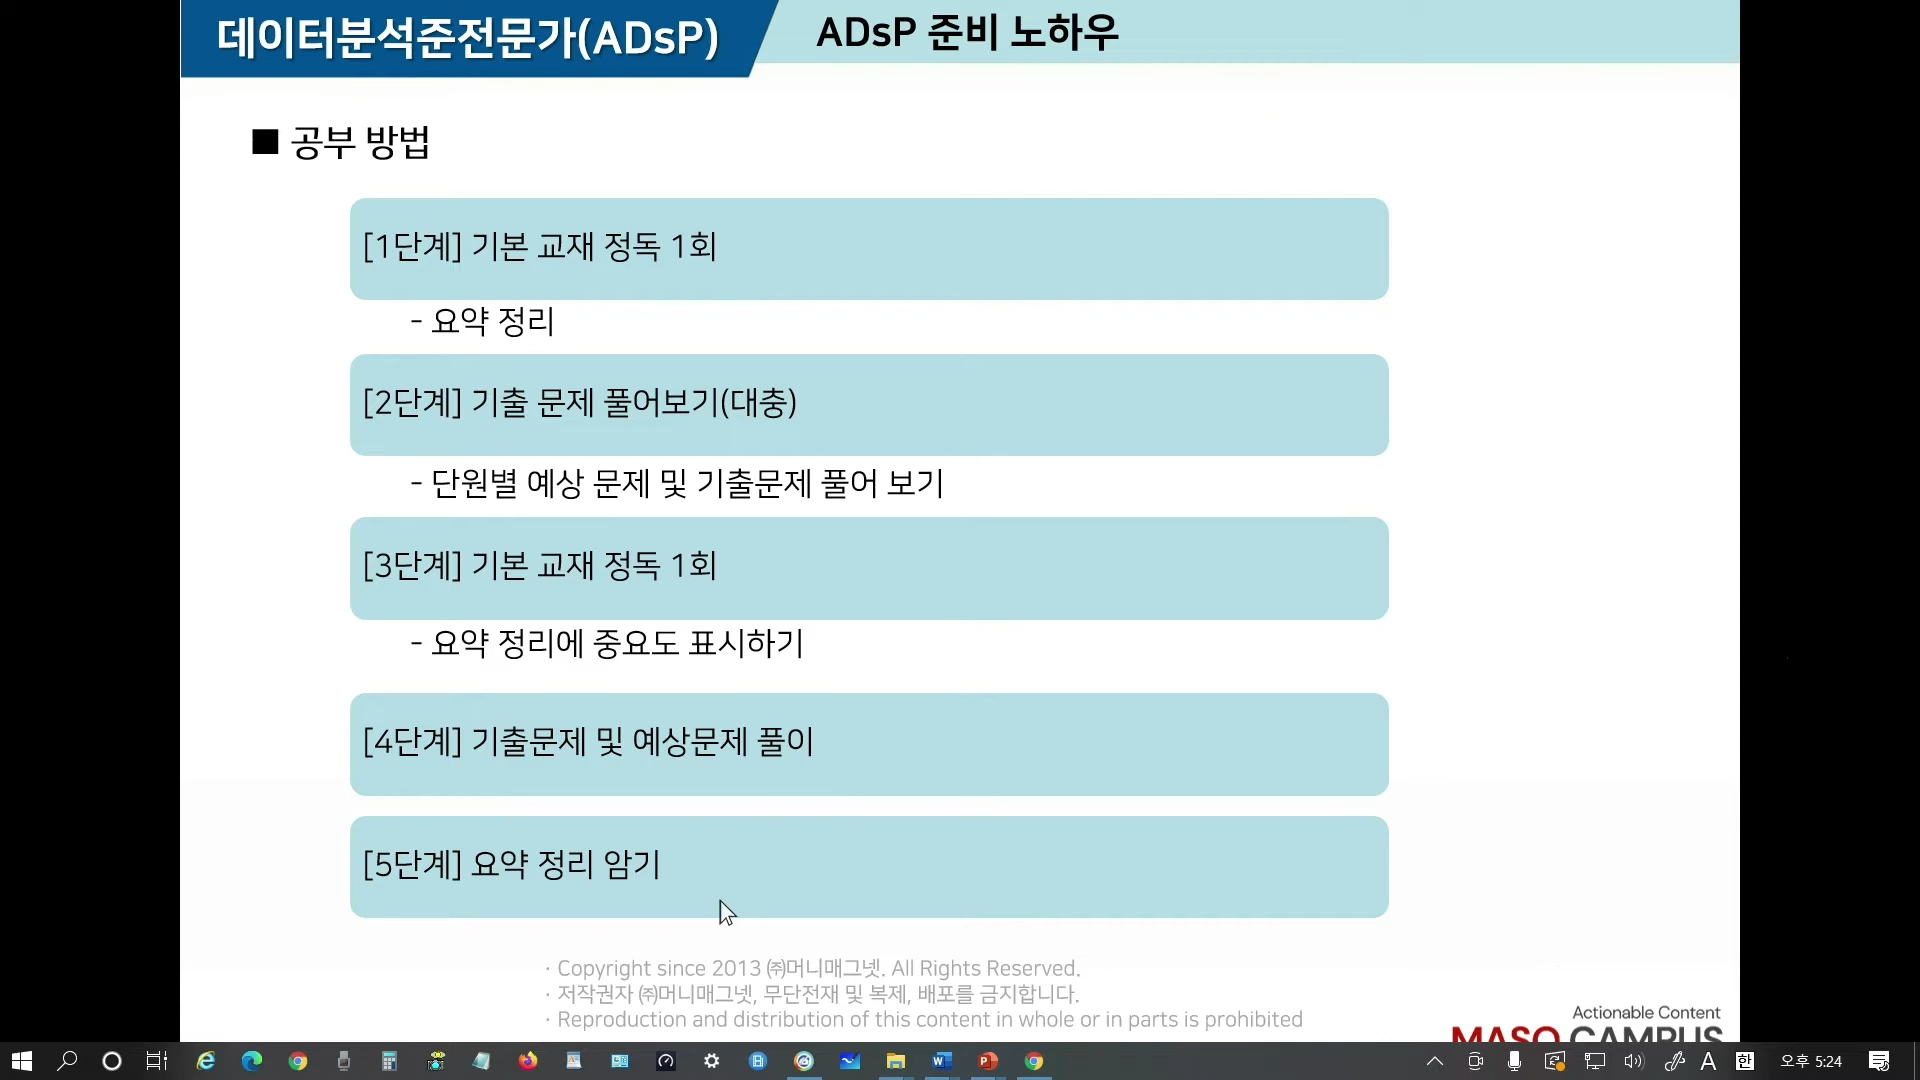 데이터분석준전문가(ADsP)
ADsP 준비 노하우
■ 공부 방법
[1단계] 기본 교재 정독 1회
- 요약 정리
[2단계] 기출 문제 풀어보기(대충)
- 단원별 예상 문제 및 기출문제 풀어 보기
[3단계] 기본 교재 정독 1회
- 요약 정리에 중요도 표시하기
[4단계] 기출문제 및 예상문제 풀이
[5단계] 요약 정리 암기
· Copyright since 2013 ㈜머니매그넷. All Rights Reserved.
· 저작권자 ㈜머니매그넷, 무단전재 및 복제, 배포를 금지합니다.
· Reproduction and distribution of this content in whole or in parts is prohibited
Actionable Content
MASO CAMPUS
A 한 오후 5:24